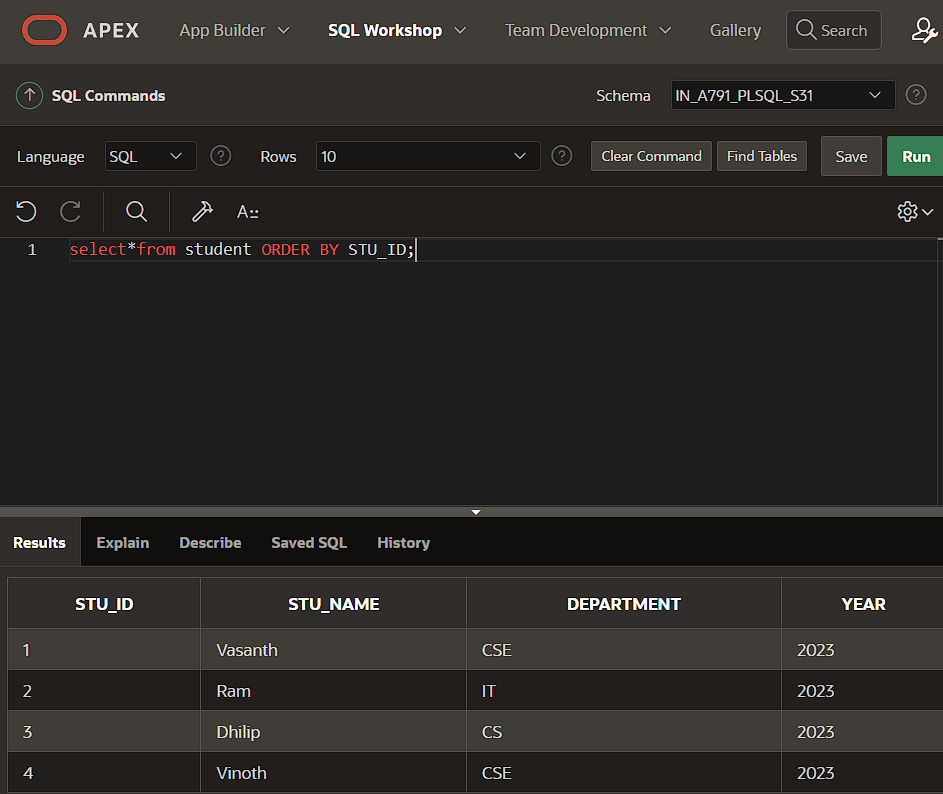 APEX App Builder SQL Workshop Team Development Gallery Search
SQL Commands Schema IN_A791_PLSQL_S31 ?
Language SQL ? Rows 10 ? Clear Command Find Tables Save Run
A::
1 select*from student ORDER BY STU_ID;
Results Explain Describe Saved SQL History
STU_ID STU_NAME DEPARTMENT YEAR
1 Vasanth CSE 2023
2 Ram IT 2023
3 Dhilip CS 2023
4 Vinoth CSE 2023